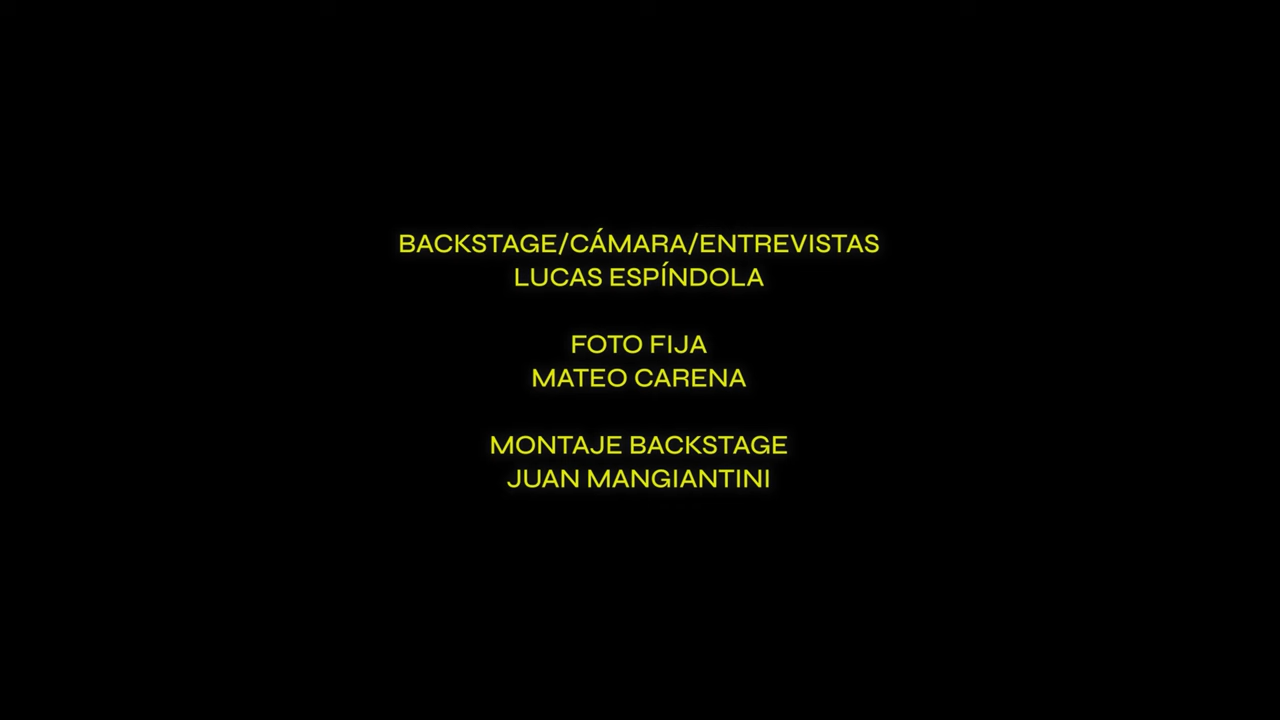 BACKSTAGE/CÁMARA/ENTREVISTAS
LUCAS ESPÍNDOLA
FOTO FIJA
MATEO CARENA
MONTAJE BACKSTAGE
JUAN MANGIANTINI